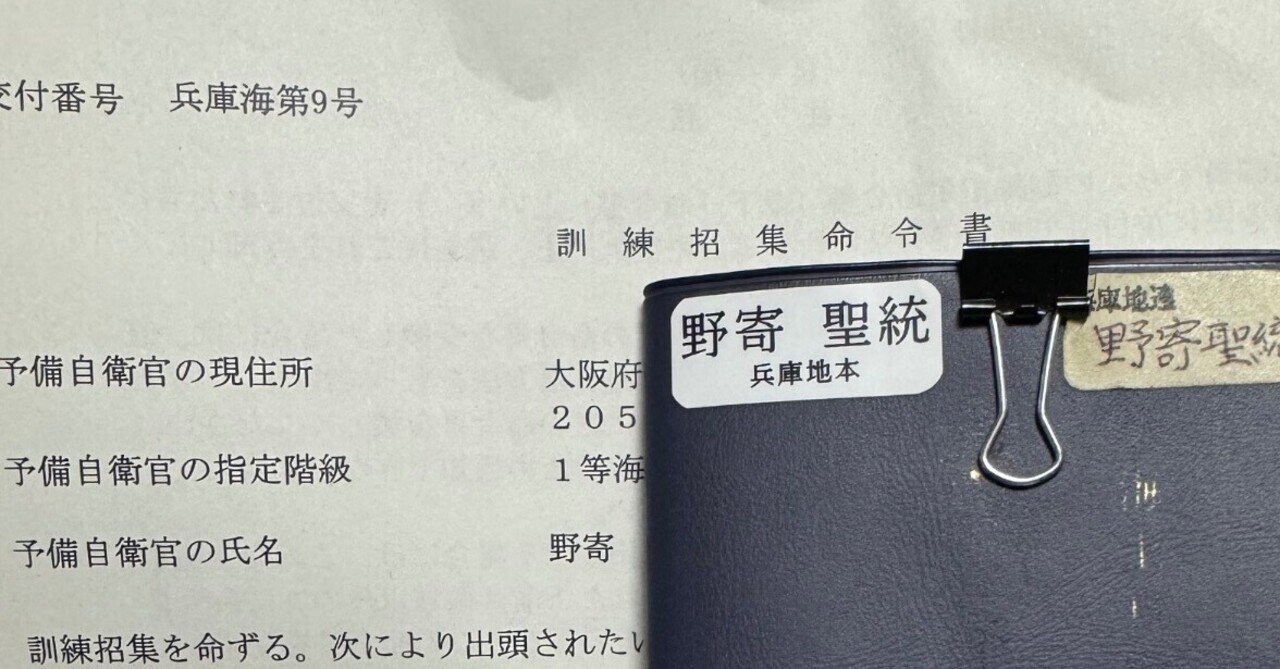 交付番号　兵庫海第9号
訓練招集命令書
予備自衛官の現住所　大阪府
２０５
予備自衛官の指定階級　１等海
予備自衛官の氏名　野寄
訓練招集を命ずる。次により出頭されたい
野寄　聖統
兵庫地本
兵庫地連
野寄聖統